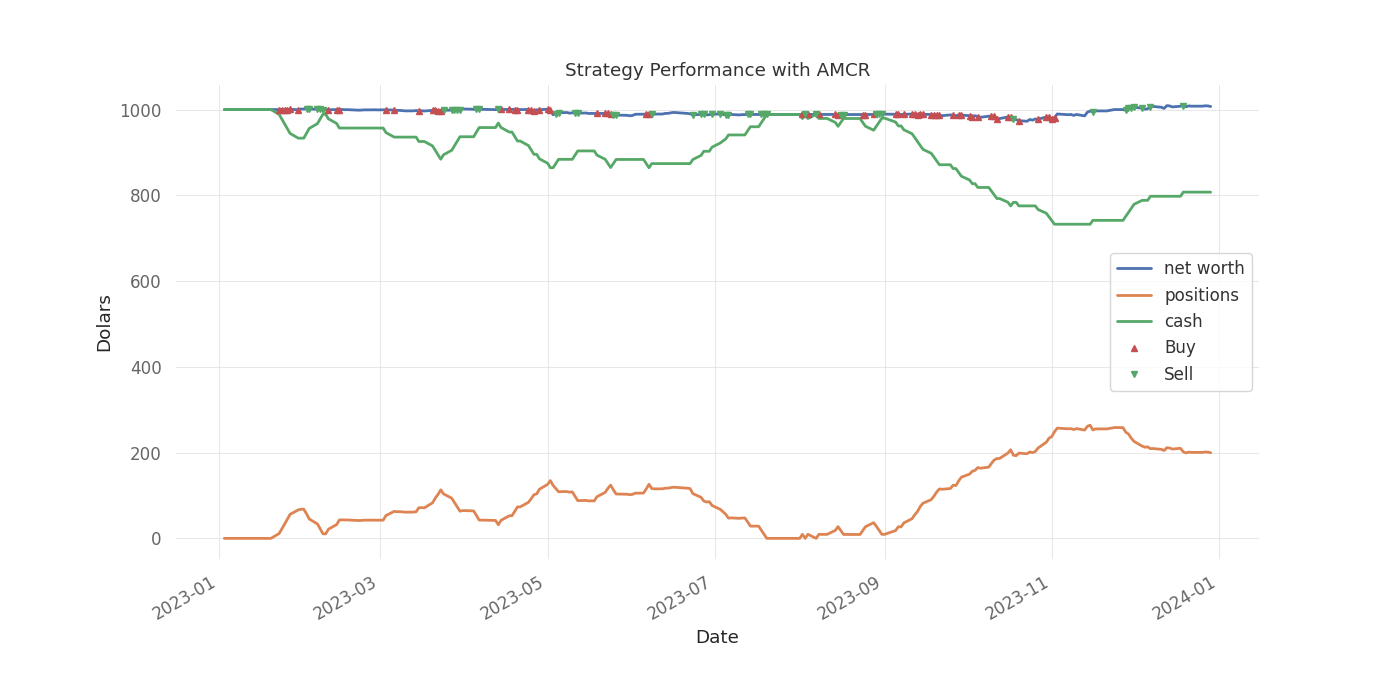 Strategy Performance with AMCR
1000
800
600
400
200
0
Dolars
net worth
positions
cash
Buy
Sell
2023-01
2023-03
2023-05
2023-07
2023-09
2023-11
2024-01
Date